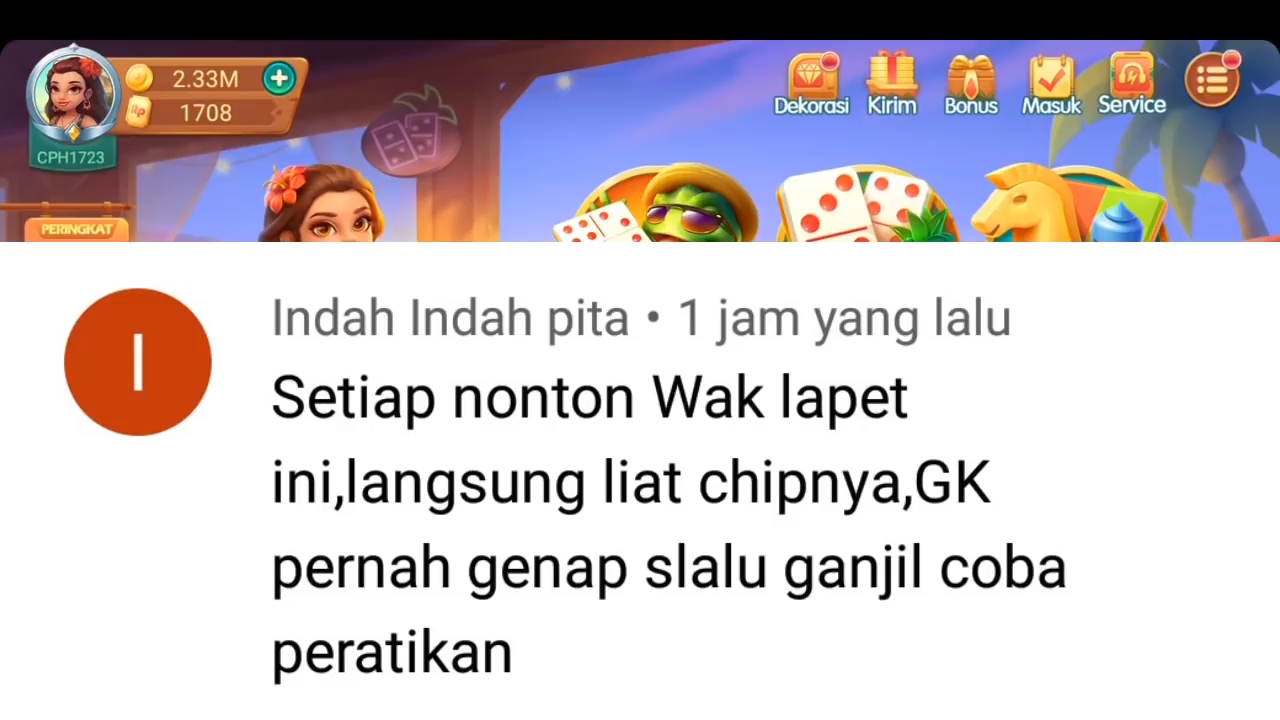 2.33M
Rp
1708
CPH1723
Dekorasi Kirim Bonus Masuk Service
PERINGKAT
I
Indah Indah pita • 1 jam yang lalu
Setiap nonton Wak lapet
ini,langsung liat chipnya,GK
pernah genap slalu ganjil coba
peratikan